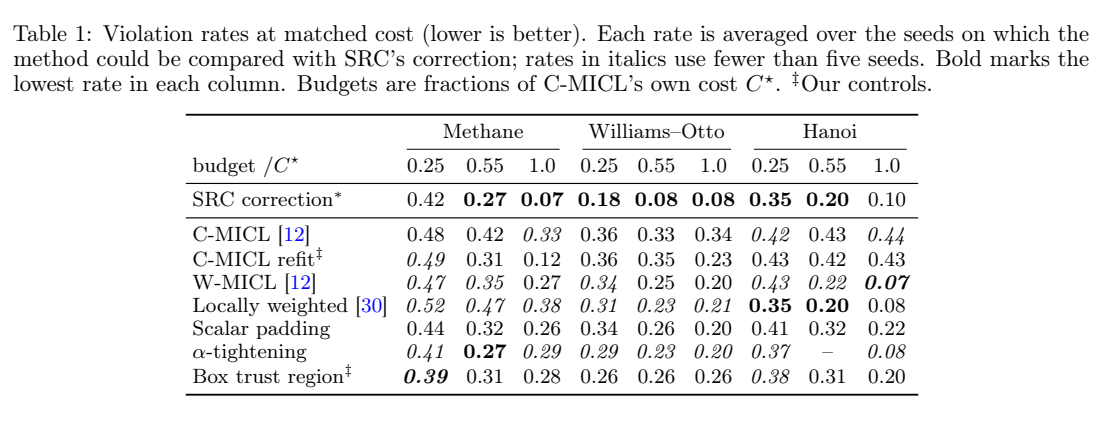 Table 1: Violation rates at matched cost (lower is better). Each rate is averaged over the seeds on which the
method could be compared with SRC's correction; rates in italics use fewer than five seeds. Bold marks the
lowest rate in each column. Budgets are fractions of C-MICL's own cost C⋆. ‡Our controls.
Methane Williams–Otto Hanoi
budget /C⋆ 0.25 0.55 1.0 0.25 0.55 1.0 0.25 0.55 1.0
SRC correction* 0.42 0.27 0.07 0.18 0.08 0.08 0.35 0.20 0.10
C-MICL [12] 0.48 0.42 0.33 0.36 0.33 0.34 0.42 0.43 0.44
C-MICL refit‡ 0.49 0.31 0.12 0.36 0.35 0.23 0.43 0.42 0.43
W-MICL [12] 0.47 0.35 0.27 0.34 0.25 0.20 0.43 0.22 0.07
Locally weighted [30] 0.52 0.47 0.38 0.31 0.23 0.21 0.35 0.20 0.08
Scalar padding 0.44 0.32 0.26 0.34 0.26 0.20 0.41 0.32 0.22
α-tightening 0.41 0.27 0.29 0.29 0.23 0.20 0.37 – 0.08
Box trust region‡ 0.39 0.31 0.28 0.26 0.26 0.26 0.38 0.31 0.20